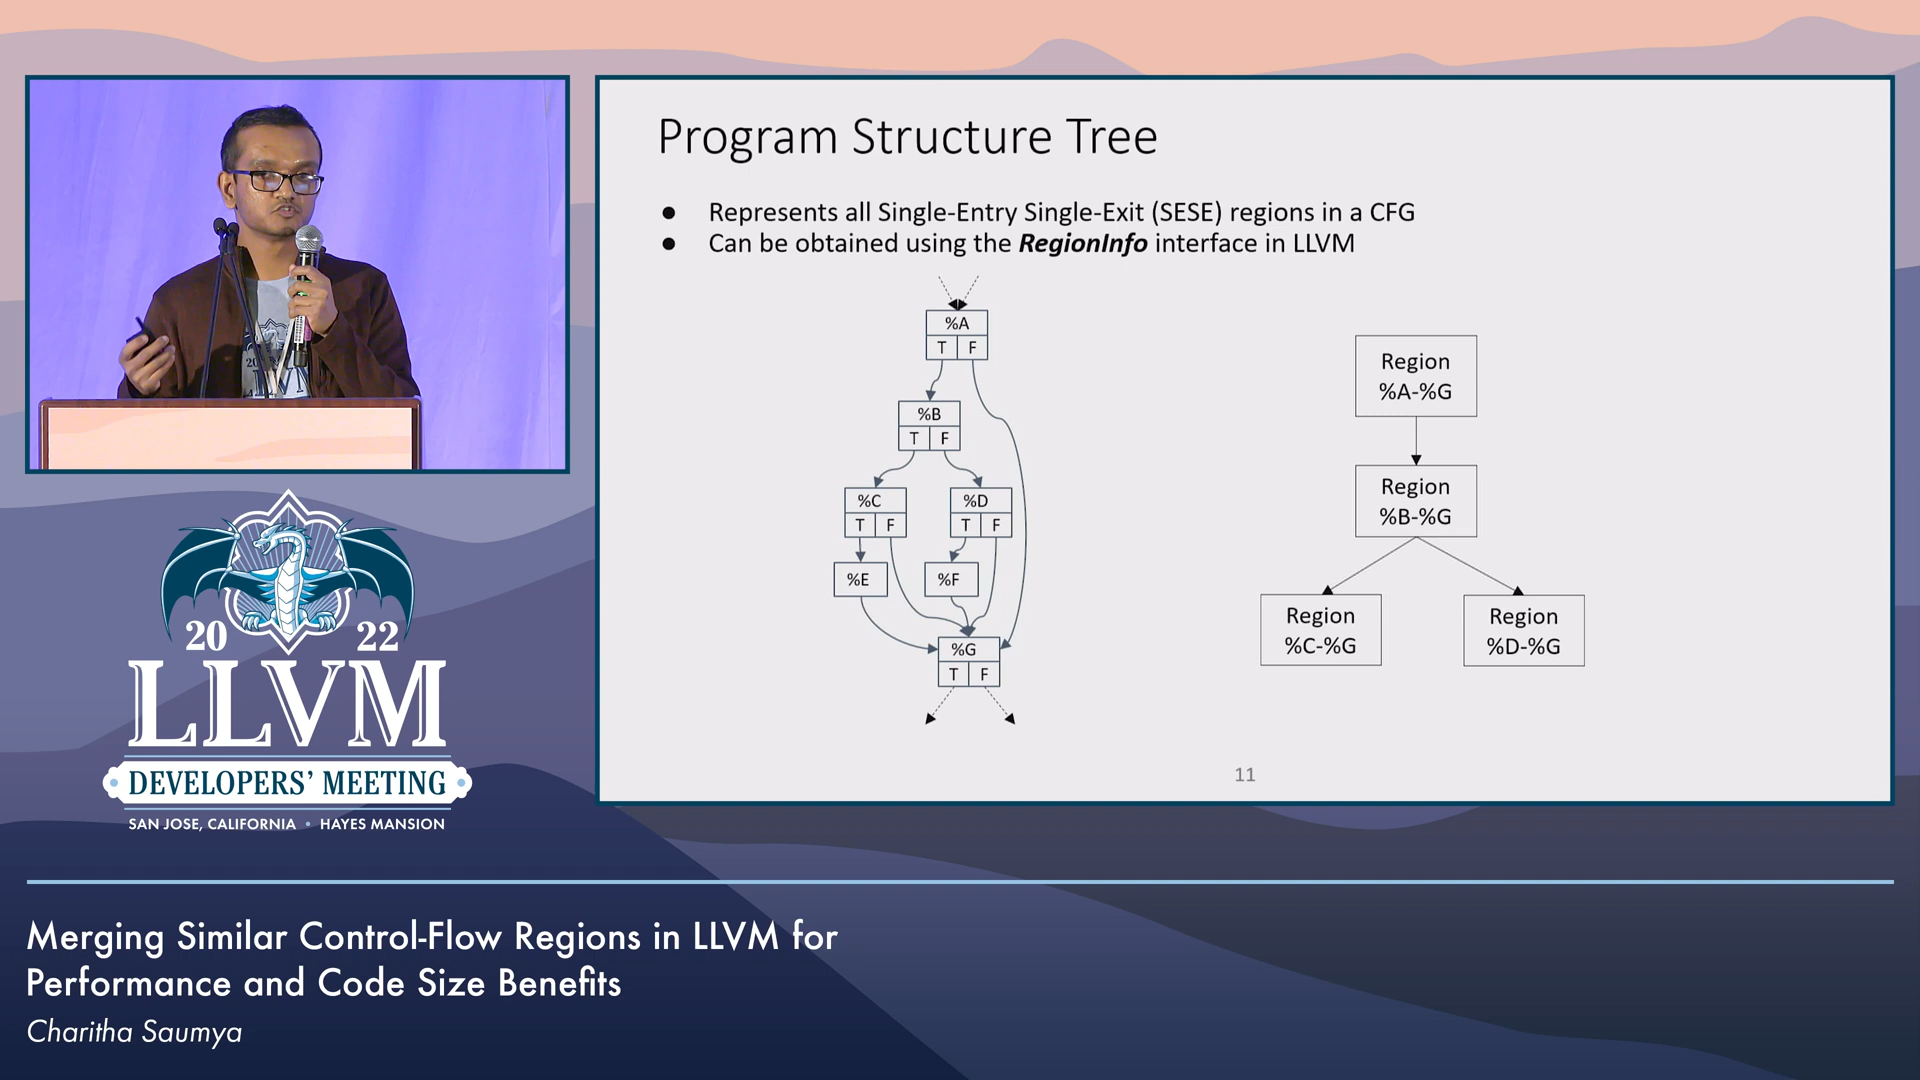 Program Structure Tree
● Represents all Single-Entry Single-Exit (SESE) regions in a CFG
● Can be obtained using the RegionInfo interface in LLVM
%A
T F
%B
T F
%C
T F
%D
T F
%E
%F
%G
T F
Region
%A-%G
Region
%B-%G
Region
%C-%G
Region
%D-%G
11
20 22
LLVM
DEVELOPERS' MEETING
SAN JOSE, CALIFORNIA • HAYES MANSION
Merging Similar Control-Flow Regions in LLVM for
Performance and Code Size Benefits
Charitha Saumya